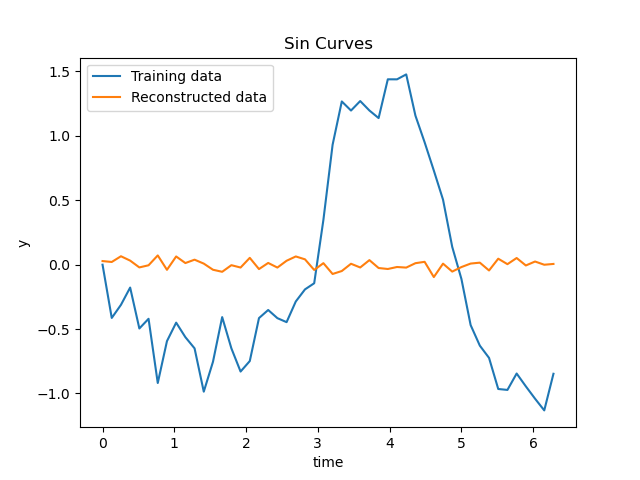 Sin Curves
Training data
Reconstructed data
1.5
1.0
0.5
0.0
−0.5
−1.0
y
0 1 2 3 4 5 6
time